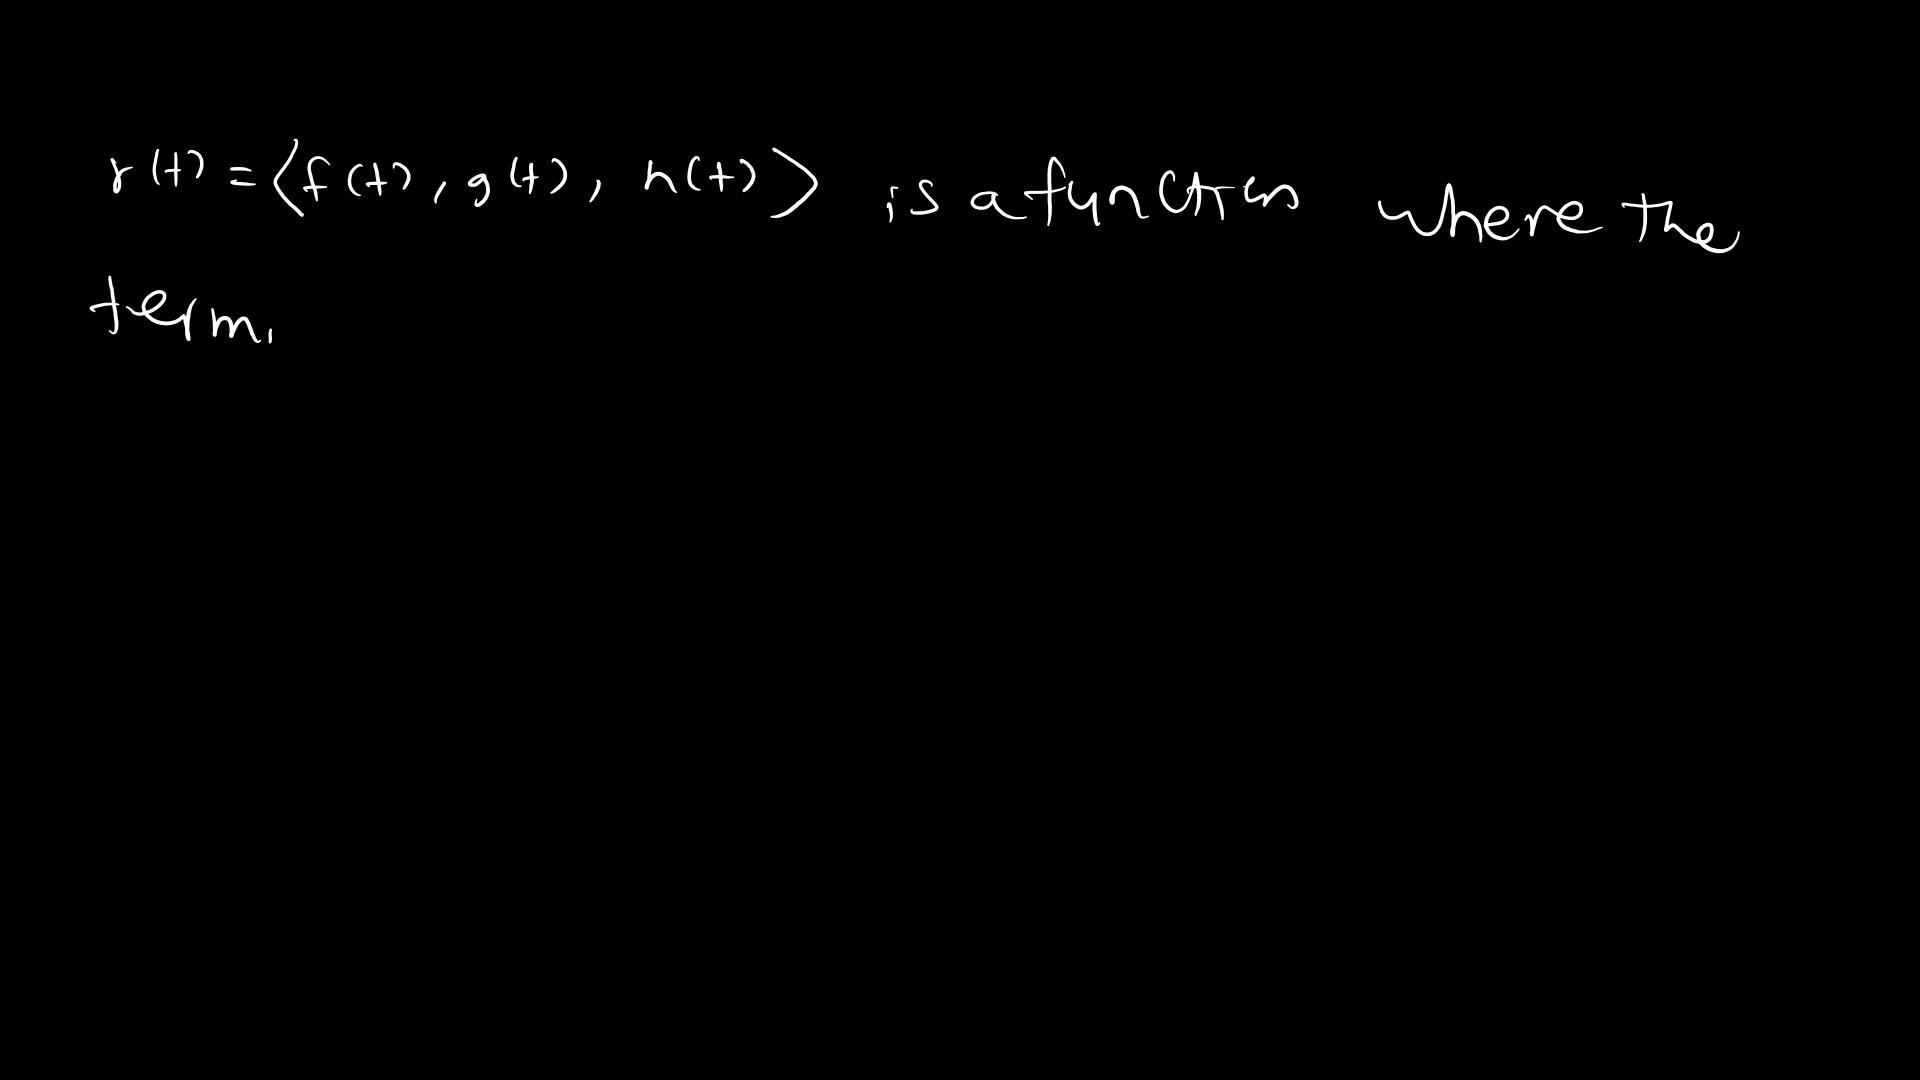 r(t) = ⟨f(t), g(t), h(t)⟩ is a function where the
term